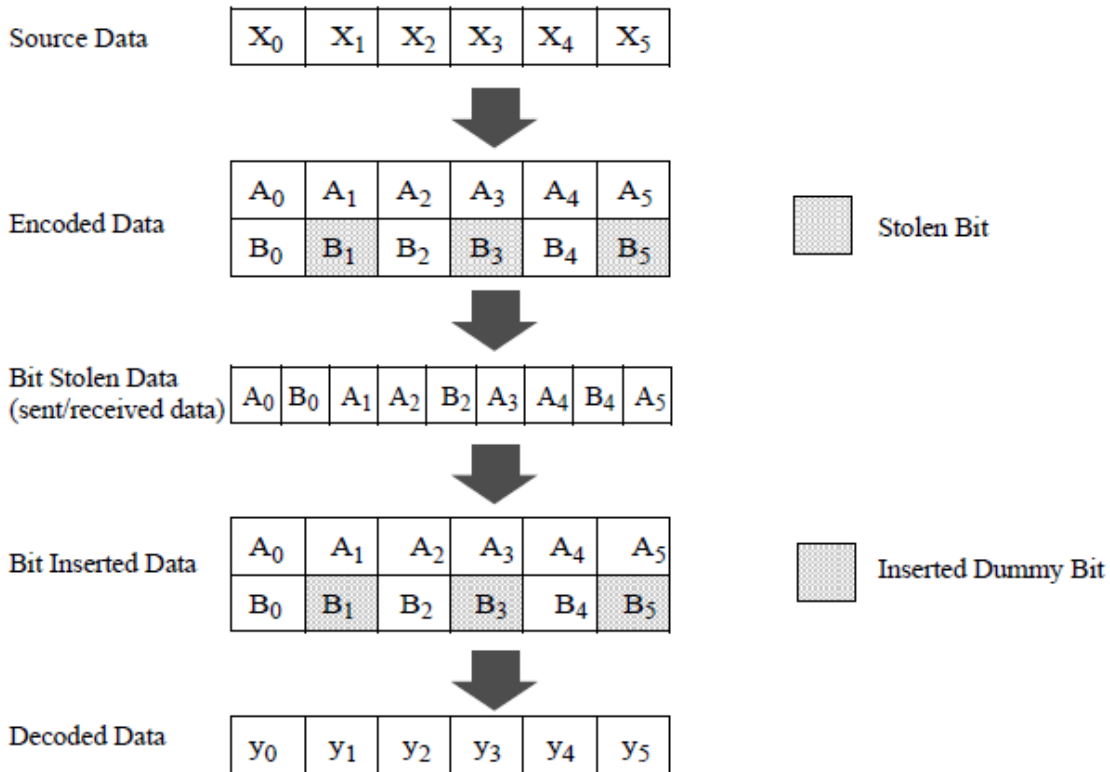 Source Data
X₀ X₁ X₂ X₃ X₄ X₅
A₀ A₁ A₂ A₃ A₄ A₅
Encoded Data
B₀ B₁ B₂ B₃ B₄ B₅
Stolen Bit
Bit Stolen Data
(sent/received data)
A₀ B₀ A₁ A₂ B₂ A₃ A₄ B₄ A₅
A₀ A₁ A₂ A₃ A₄ A₅
Bit Inserted Data
B₀ B₁ B₂ B₃ B₄ B₅
Inserted Dummy Bit
Decoded Data
y₀ y₁ y₂ y₃ y₄ y₅